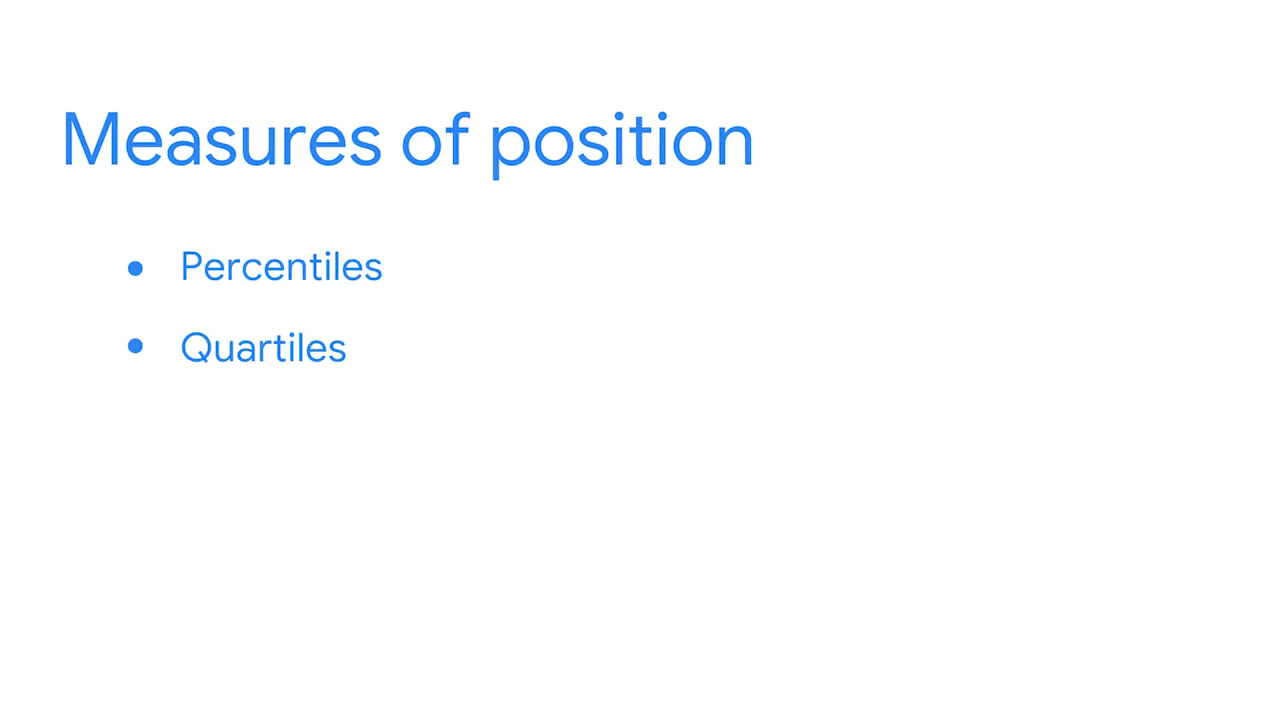 Measures of position
• Percentiles
• Quartiles